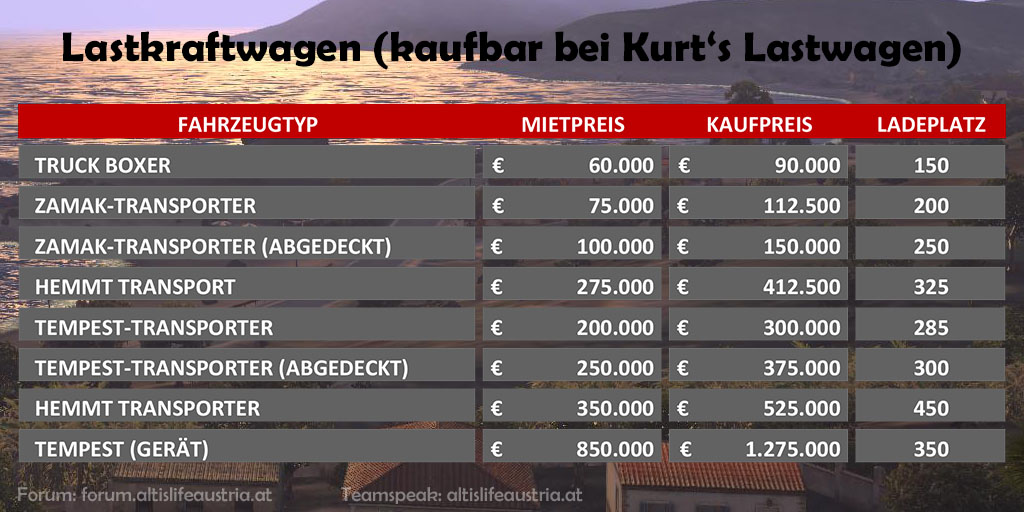 Lastkraftwagen (kaufbar bei Kurt‘s Lastwagen)
FAHRZEUGTYP MIETPREIS KAUFPREIS LADEPLATZ
TRUCK BOXER € 60.000 € 90.000 150
ZAMAK-TRANSPORTER € 75.000 € 112.500 200
ZAMAK-TRANSPORTER (ABGEDECKT) € 100.000 € 150.000 250
HEMMT TRANSPORT € 275.000 € 412.500 325
TEMPEST-TRANSPORTER € 200.000 € 300.000 285
TEMPEST-TRANSPORTER (ABGEDECKT) € 250.000 € 375.000 300
HEMMT TRANSPORTER € 350.000 € 525.000 450
TEMPEST (GERÄT) € 850.000 € 1.275.000 350
Forum: forum.altislifeaustria.at Teamspeak: altislifeaustria.at